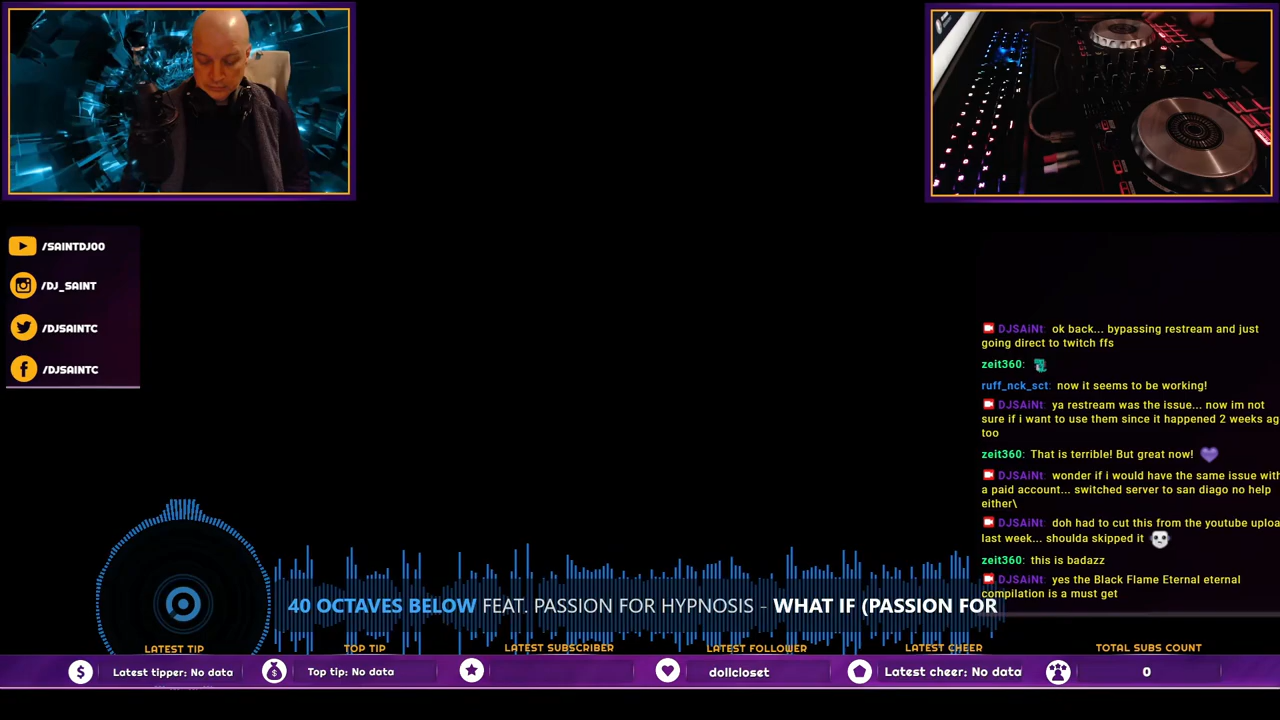 /SAINTDJ00
/DJ_SAINT
/DJSAINTC
/DJSAINTC
DJSAiNt: ok back... bypassing restream and just
going direct to twitch ffs
zeit360:
ruff_nck_sct: now it seems to be working!
DJSAiNt: ya restream was the issue... now im not
sure if i want to use them since it happened 2 weeks ag
too
zeit360: That is terrible! But great now!
DJSAiNt: wonder if i would have the same issue with
a paid account... switched server to san diago no help
either\
DJSAiNt: doh had to cut this from the youtube uploa
last week... shoulda skipped it
zeit360: this is badazz
DJSAiNt: yes the Black Flame Eternal eternal
compilation is a must get
40 OCTAVES BELOW FEAT. PASSION FOR HYPNOSIS - WHAT IF (PASSION FOR
LATEST TIP
TOP TIP
LATEST SUBSCRIBER
LATEST FOLLOWER
LATEST CHEER
TOTAL SUBS COUNT
Latest tipper: No data
Top tip: No data
dollcloset
Latest cheer: No data
0